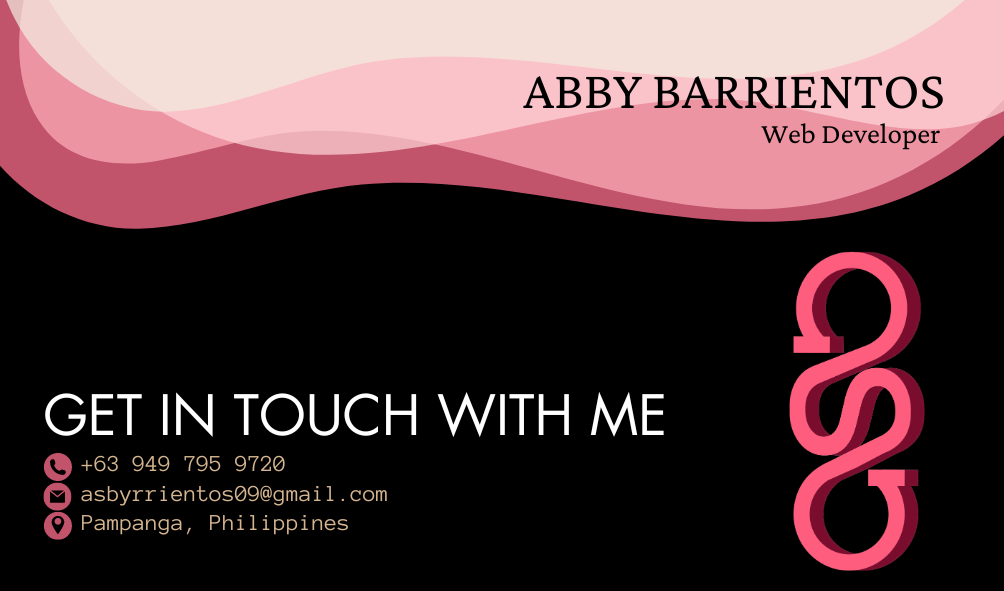 ABBY BARRIENTOS
Web Developer
GET IN TOUCH WITH ME
+63 949 795 9720
asbyrrientos09@gmail.com
Pampanga, Philippines